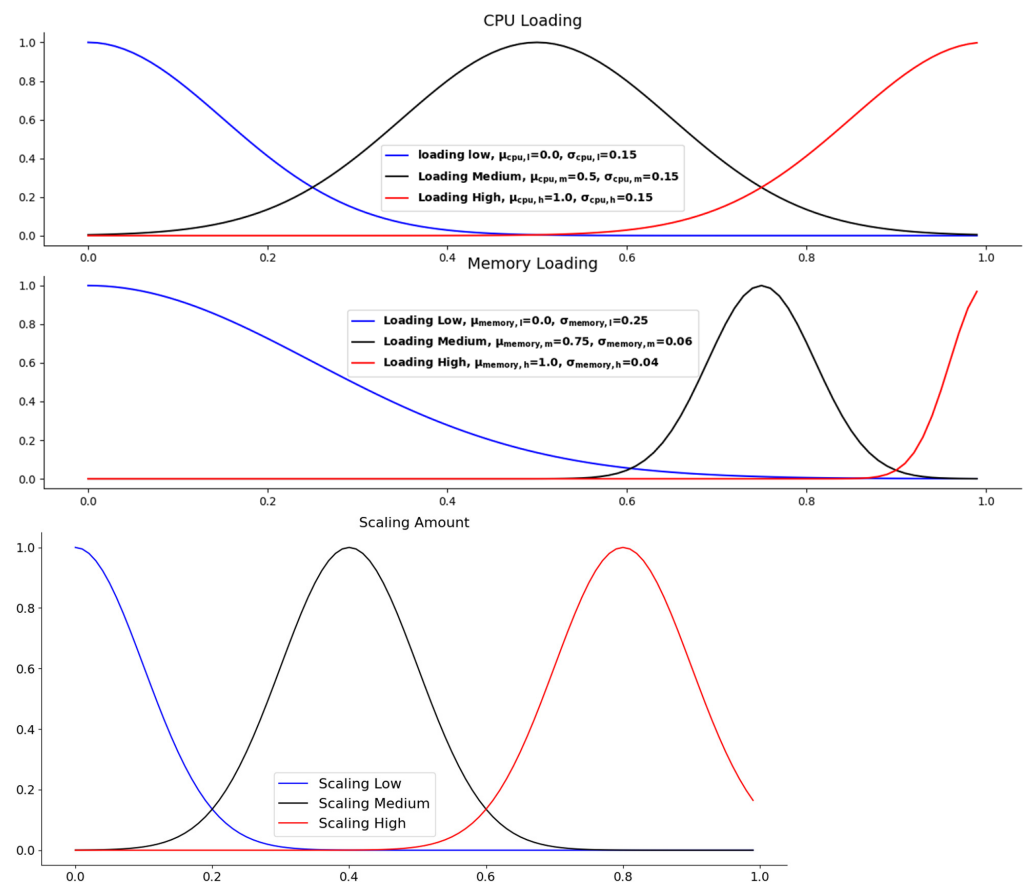 CPU Loading
1.0
0.8
0.6
0.4
0.2
0.0
loading low, μcpu, l=0.0, σcpu, l=0.15
Loading Medium, μcpu, m=0.5, σcpu, m=0.15
Loading High, μcpu, h=1.0, σcpu, h=0.15
0.0 0.2 0.4 0.6 0.8 1.0
Memory Loading
1.0
0.8
0.6
0.4
0.2
0.0
Loading Low, μmemory, l=0.0, σmemory, l=0.25
Loading Medium, μmemory, m=0.75, σmemory, m=0.06
Loading High, μmemory, h=1.0, σmemory, h=0.04
0.0 0.2 0.4 0.6 0.8 1.0
Scaling Amount
1.0
0.8
0.6
0.4
0.2
0.0
Scaling Low
Scaling Medium
Scaling High
0.0 0.2 0.4 0.6 0.8 1.0